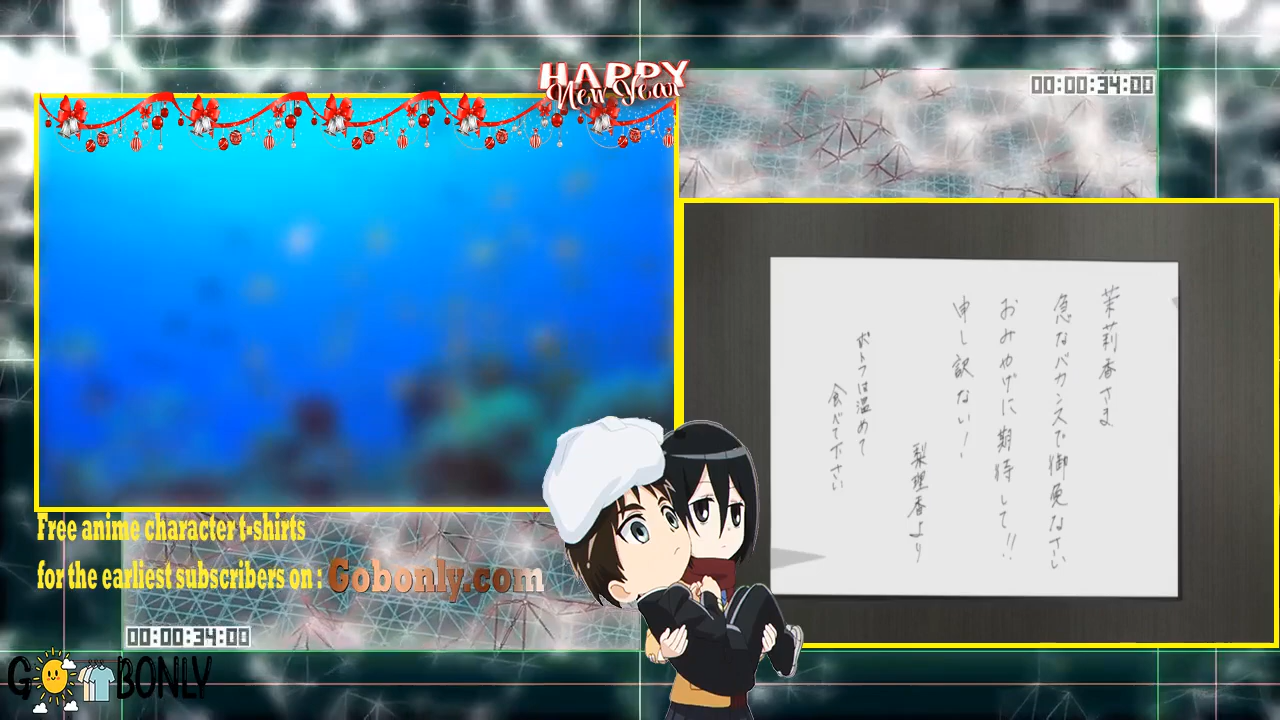 HAPPY
New Year
00:00:34:00
茉莉香さま
急なバカンスで御免なさい
おみやげに期待して!!
申し訳ない!
梨理香より
ポトフは温めて
食べて下さい
Free anime character t-shirts
for the earliest subscribers on : Gobonly.com
00:00:34:00
GOBONLY